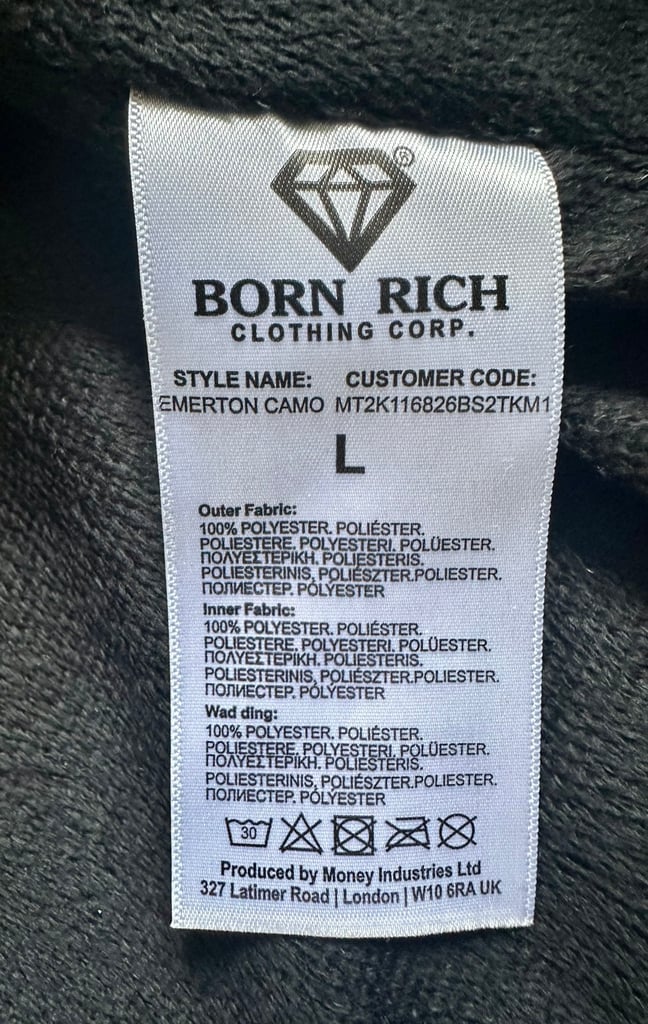 ®
BORN RICH
CLOTHING CORP.
STYLE NAME: CUSTOMER CODE:
EMERTON CAMO MT2K116826BS2TKM1
L
Outer Fabric:
100% POLYESTER. POLIÉSTER.
POLIESTERE. POLYESTERI. POLÜESTER.
ΠΟΛΥΕΣΤΕΡΙΚΗ. POLIESTERIS.
POLIESTERINIS, POLIÉSZTER.POLIESTER.
ПОЛИЕСТЕР. PÓLYESTER
Inner Fabric:
100% POLYESTER. POLIÉSTER.
POLIESTERE. POLYESTERI. POLÜESTER.
ΠΟΛΥΕΣΤΕΡΙΚΗ. POLIESTERIS.
POLIESTERINIS, POLIÉSZTER.POLIESTER.
ПОЛИЕСТЕР. PÓLYESTER
Wad ding:
100% POLYESTER. POLIÉSTER.
POLIESTERE. POLYESTERI. POLÜESTER.
ΠΟΛΥΕΣΤΕΡΙΚΗ. POLIESTERIS.
POLIESTERINIS, POLIÉSZTER.POLIESTER.
ПОЛИЕСТЕР. PÓLYESTER
30
Produced by Money Industries Ltd
327 Latimer Road | London | W10 6RA UK